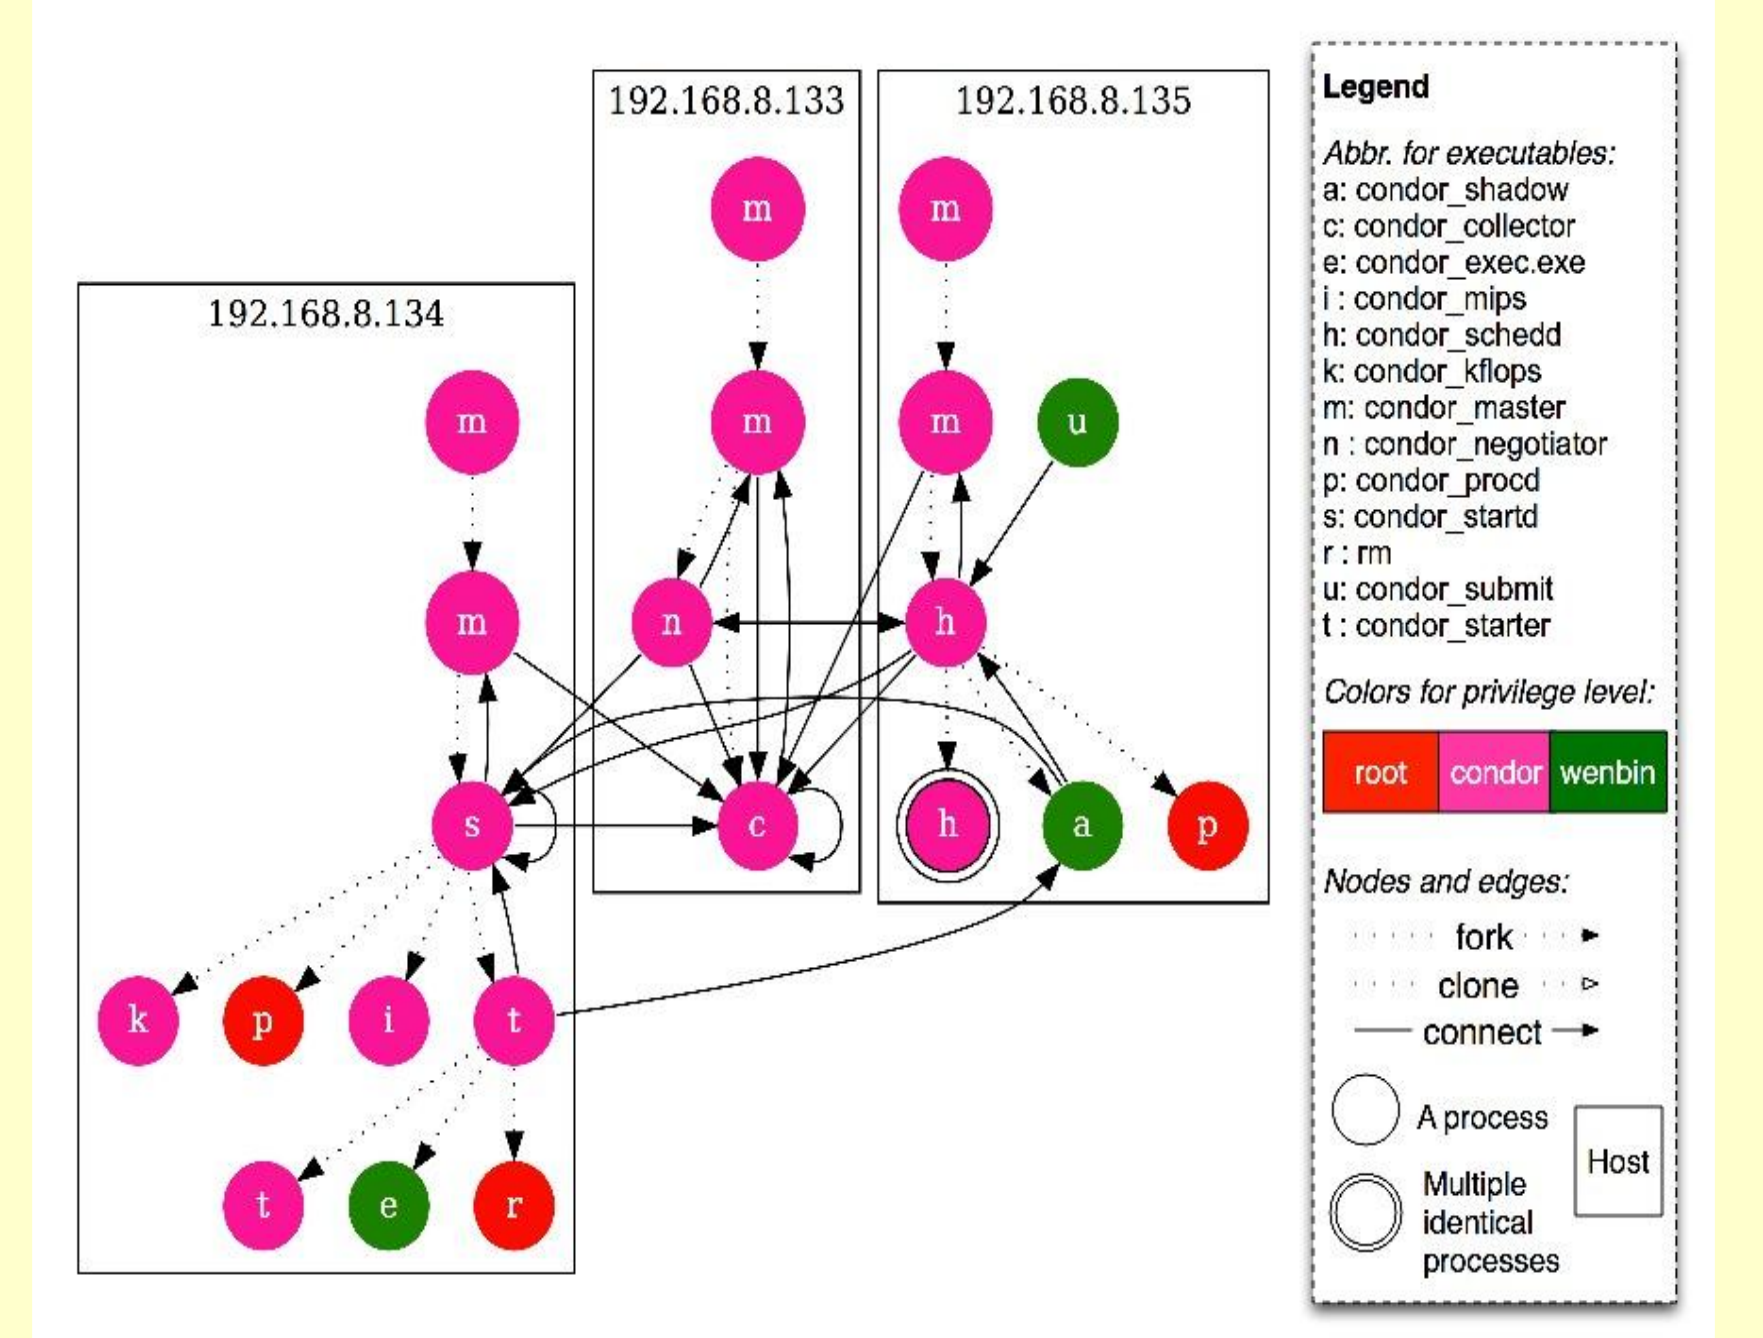 192.168.8.133
192.168.8.135
192.168.8.134
m
m
m
m
m
u
m
n
h
s
c
h
a
p
k
p
i
t
t
e
r
Legend
Abbr. for executables:
a: condor_shadow
c: condor_collector
e: condor_exec.exe
i : condor_mips
h: condor_schedd
k: condor_kflops
m: condor_master
n : condor_negotiator
p: condor_procd
s: condor_startd
r : rm
u: condor_submit
t : condor_starter
Colors for privilege level:
root condor wenbin
Nodes and edges:
fork
clone
connect
A process
Host
Multiple
identical
processes